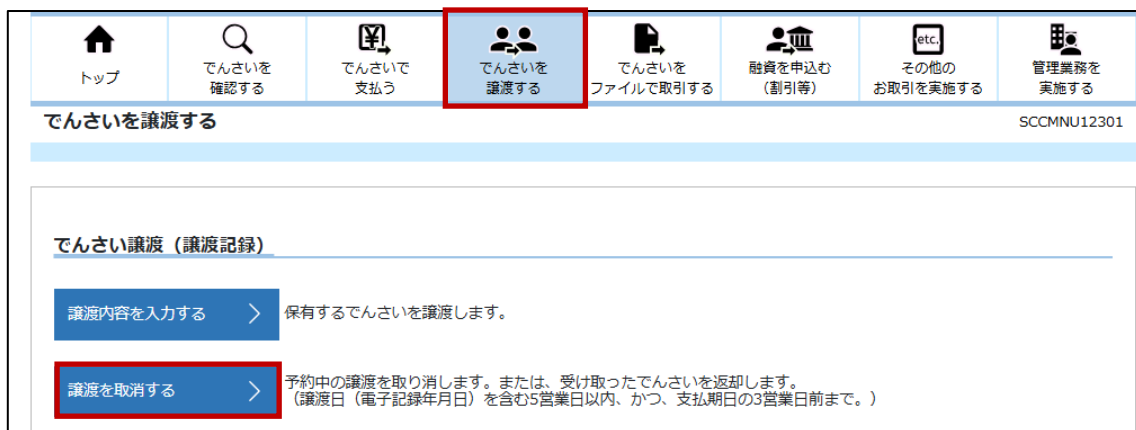 トップ
でんさいを
確認する
でんさいで
支払う
でんさいを
譲渡する
でんさいを
ファイルで取引する
融資を申込む
(割引等)
etc.
その他の
お取引を実施する
管理業務を
実施する
でんさいを譲渡する
SCCMNU12301
でんさい譲渡（譲渡記録）
譲渡内容を入力する
保有するでんさいを譲渡します。
譲渡を取消する
予約中の譲渡を取り消します。または、受け取ったでんさいを返却します。
（譲渡日（電子記録年月日）を含む5営業日以内、かつ、支払期日の3営業日前まで。）